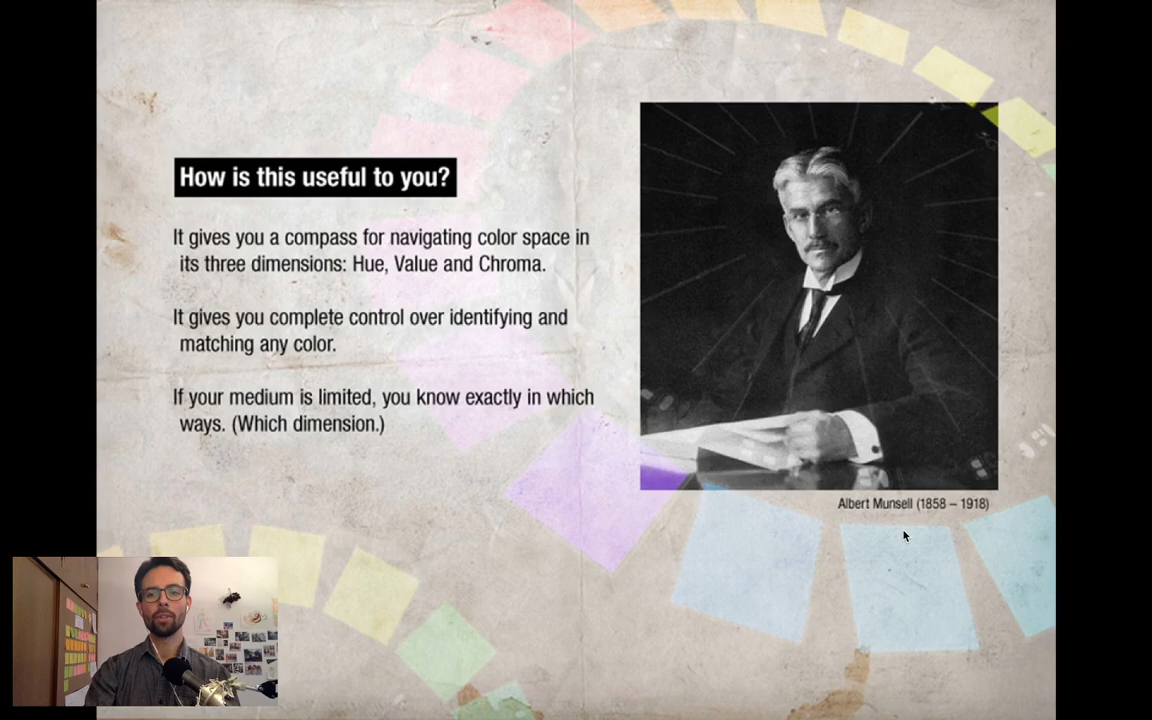 How is this useful to you?
It gives you a compass for navigating color space in
its three dimensions: Hue, Value and Chroma.
It gives you complete control over identifying and
matching any color.
If your medium is limited, you know exactly in which
ways. (Which dimension.)
Albert Munsell (1858 – 1918)